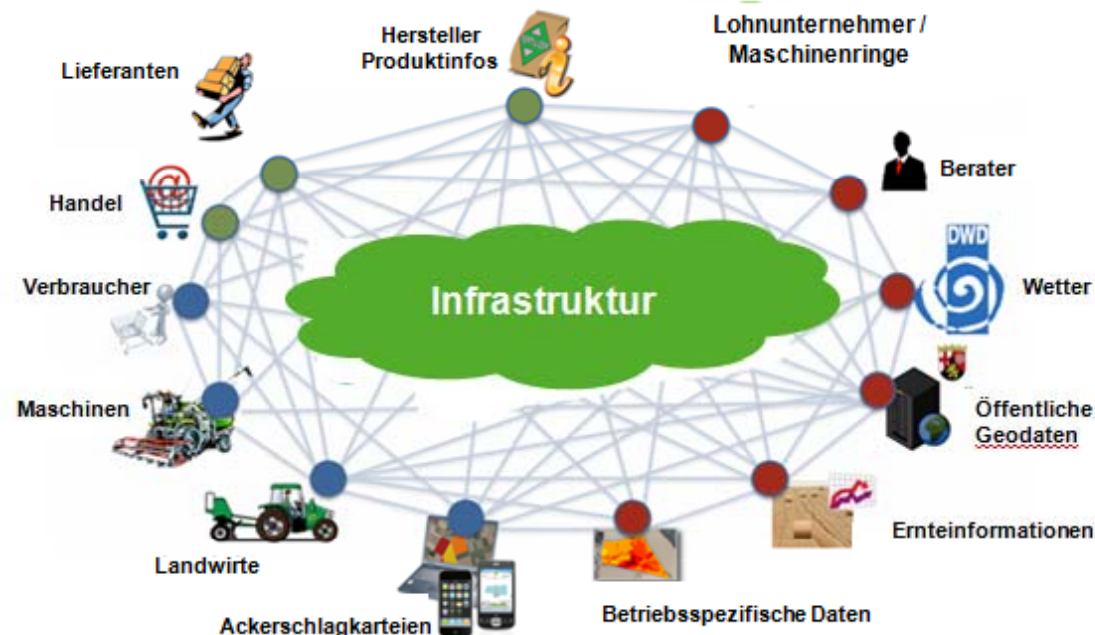 Hersteller
Produktinfos
Lohnunternehmer /
Maschinenringe
Lieferanten
Berater
Handel
DWD
Verbraucher
Infrastruktur
Wetter
Maschinen
Öffentliche
Geodaten
Ernteinformationen
Landwirte
Betriebsspezifische Daten
Ackerschlagkarteien